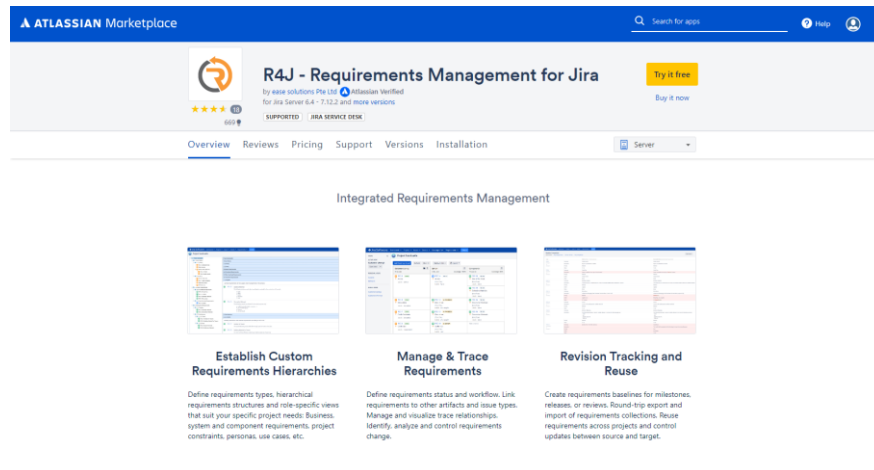 ATLASSIAN Marketplace
Search for apps
Help
R4J - Requirements Management for Jira
by ease solutions Pte Ltd Atlassian Verified
for Jira Server 6.4 - 7.12.2 and more versions
SUPPORTED JIRA SERVICE DESK
Try it free
Buy it now
Overview Reviews Pricing Support Versions Installation
Server
Integrated Requirements Management
Establish Custom
Requirements Hierarchies
Define requirements types, hierarchical
requirements structures and role-specific views
that suit your specific project needs: Business,
system and component requirements, project
constraints, personas, use cases, etc.
Manage & Trace
Requirements
Define requirements status and workflow. Link
requirements to other artifacts and issue types.
Manage and visualize trace relationships.
Identify, analyze and control requirements
change.
Revision Tracking and
Reuse
Create requirements baselines for milestones,
releases, or reviews. Round-trip export and
import of requirements collections. Reuse
requirements across projects and control
updates between source and target.